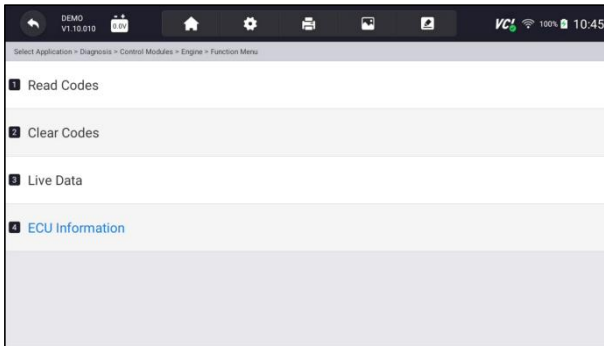 DEMO
V1.10.010
0.0V
VCI 100% 10:45
Select Application > Diagnosis > Control Modules > Engine > Function Menu
1 Read Codes
2 Clear Codes
3 Live Data
4 ECU Information